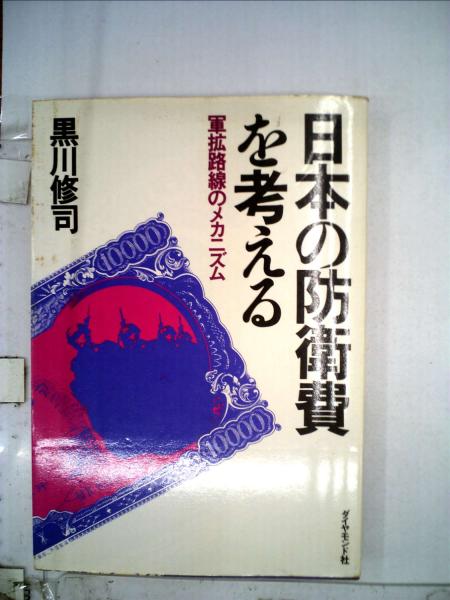 日本の防衛費
を考える
軍拡路線のメカニズム
黒川修司
10000
10000
ダイヤモンド社